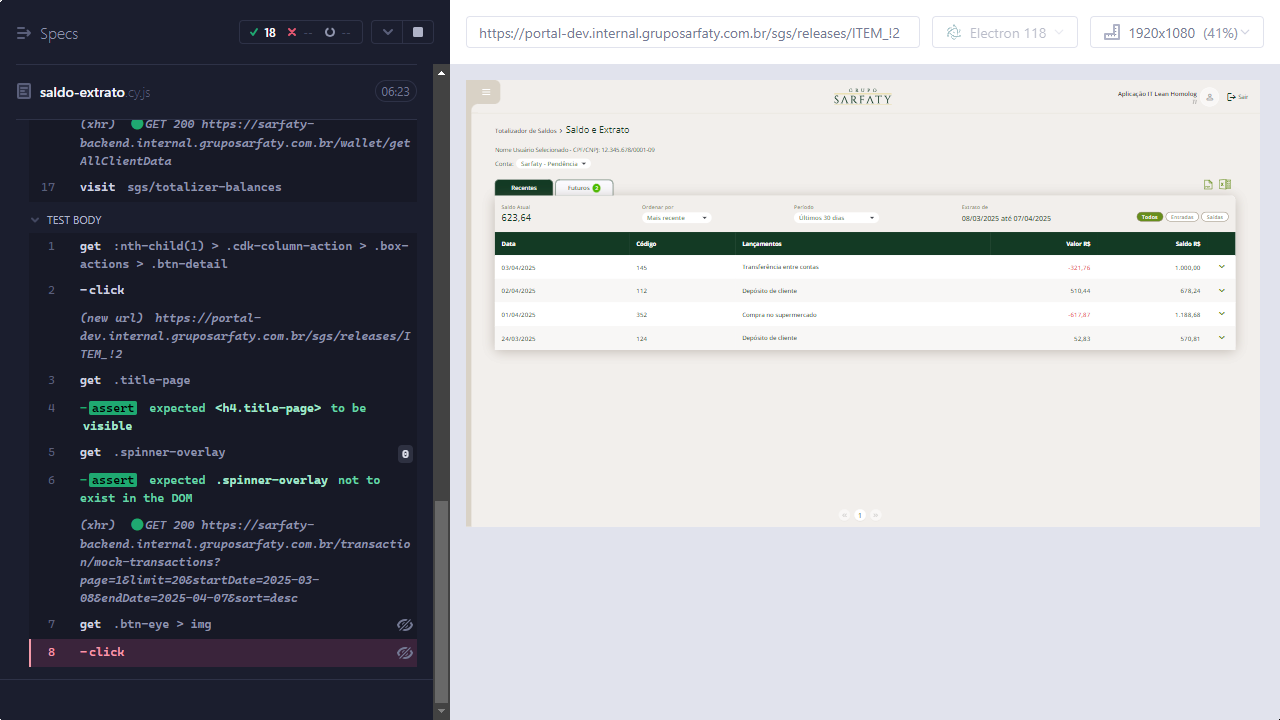 Specs
18
--
--
saldo-extrato.cy.js
06:23
(xhr) GET 200 https://sarfaty-
backend.internal.gruposarfaty.com.br/wallet/get
AllClientData
17 visit sgs/totalizer-balances
TEST BODY
1 get :nth-child(1) > .cdk-column-action > .box-
actions > .btn-detail
2 -click
(new url) https://portal-
dev.internal.gruposarfaty.com.br/sgs/releases/I
TEM_!2
3 get .title-page
4 -assert expected <h4.title-page> to be
visible
5 get .spinner-overlay 0
6 -assert expected .spinner-overlay not to
exist in the DOM
(xhr) GET 200 https://sarfaty-
backend.internal.gruposarfaty.com.br/transactio
n/mock-transactions?
page=1&limit=20&startDate=2025-03-
08&endDate=2025-04-07&sort=desc
7 get .btn-eye > img
8 -click
https://portal-dev.internal.gruposarfaty.com.br/sgs/releases/ITEM_!2
Electron 118
1920x1080 (41%)
GRUPO
SARFATY
Aplicação IT Lean Homolog
Sair
Totalizador de Saldos > Saldo e Extrato
Nome Usuário Selecionado - CPF/CNPJ: 12.345.678/0001-09
Conta: Sarfaty - Pendência
Recentes
Futuros 3
Saldo Atual
623,64
Ordenar por
Mais recente
Período
Últimos 30 dias
Extrato de
08/03/2025 até 07/04/2025
Todos Entradas Saídas
Data Código Lançamentos Valor R$ Saldo R$
03/04/2025 145 Transferência entre contas -321,76 1.000,00
02/04/2025 112 Depósito de cliente 510,44 678,24
01/04/2025 352 Compra no supermercado -617,87 1.188,68
24/03/2025 124 Depósito de cliente 52,83 570,81
1